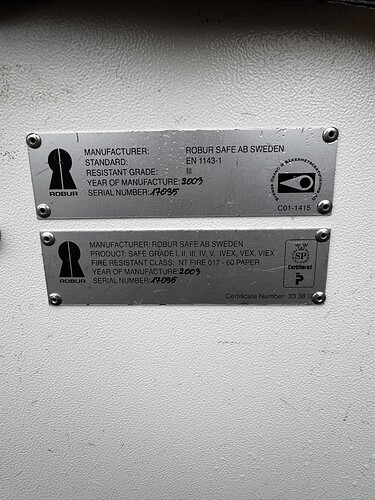 MANUFACTURER: ROBUR SAFE AB SWEDEN
STANDARD: EN 1143-1
RESISTANT GRADE: III
YEAR OF MANUFACTURE: 2003
SERIAL NUMBER: 17095
ROBUR
C01-1415
MANUFACTURER: ROBUR SAFE AB SWEDEN
PRODUCT: SAFE GRADE I, II, III, IV, V, IVEX, VEX, VIEX
FIRE RESISTANT CLASS: NT FIRE 017 - 60 PAPER
YEAR OF MANUFACTURE: 2003
SERIAL NUMBER: 17095
ROBUR
SP
Certifierad
P
Certificate Number: 33 38